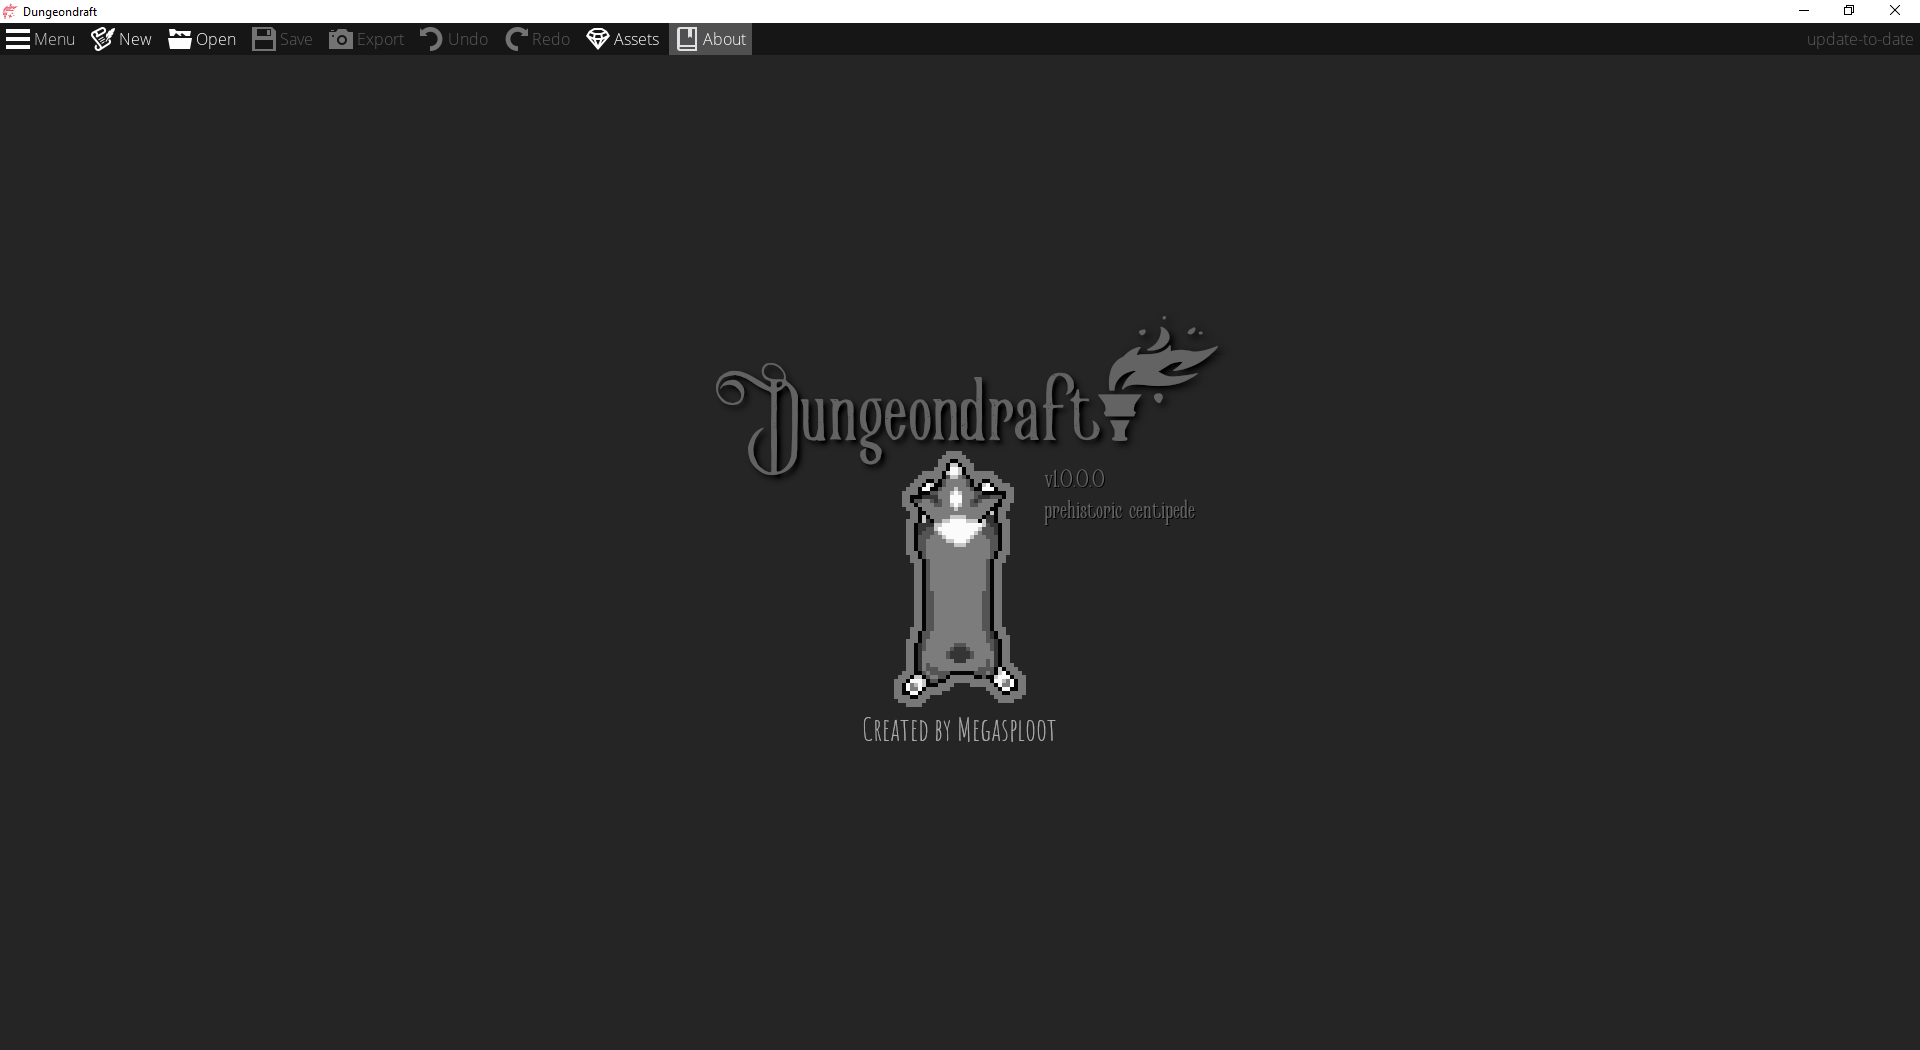 Dungeondraft
Menu New Open Save Export Undo Redo Assets About update-to-date
Dungeondraft
v1.0.0.0
prehistoric centipede
Created by Megasploot